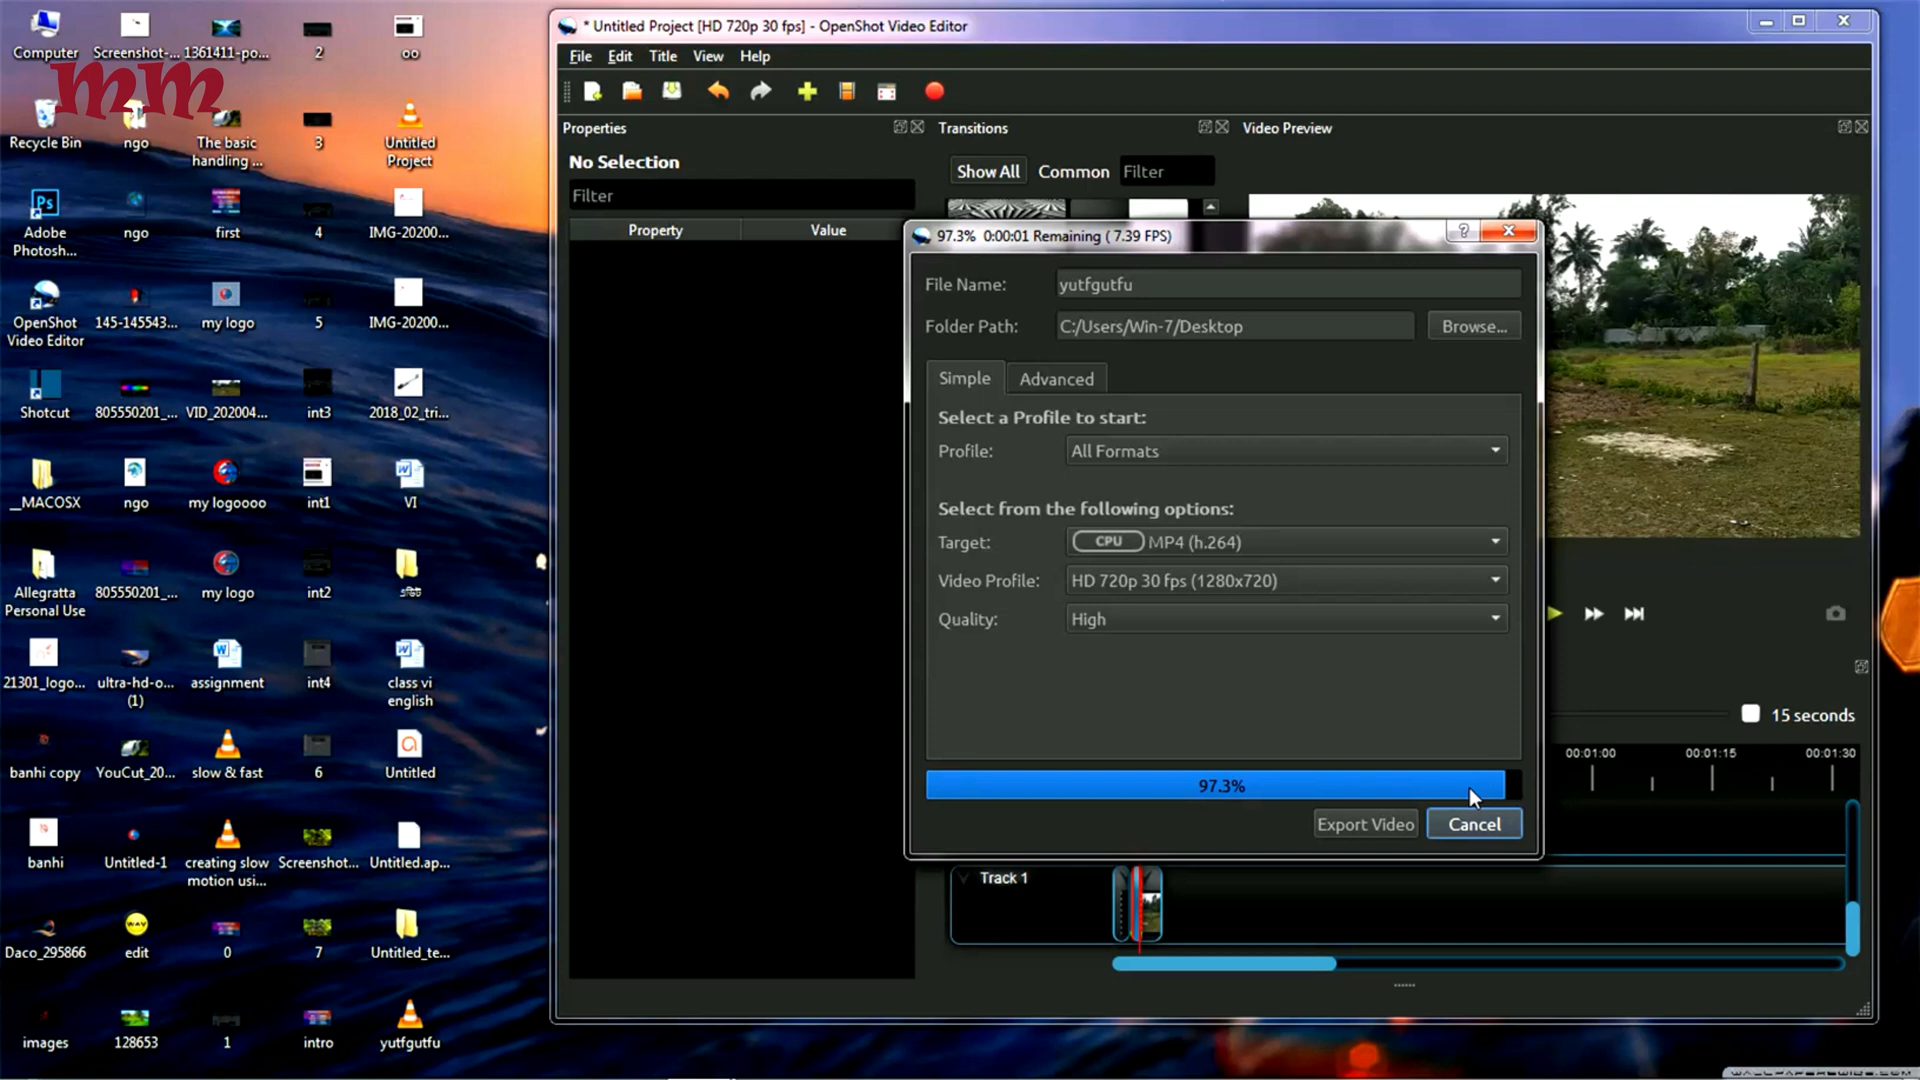 Computer
Screenshot-...
1361411-po...
2
oo
mm
Recycle Bin
ngo
The basic
handling ...
3
Untitled
Project
Ps
Adobe
Photosh...
ngo
first
4
IMG-20200...
OpenShot
Video Editor
145-145543...
my logo
5
IMG-20200...
Shotcut
805550201_...
VID_202004...
int3
2018_02_tri...
__MACOSX
ngo
my logoooo
int1
VI
Allegratta
Personal Use
805550201_...
my logo
int2
21301_logo...
ultra-hd-o...
(1)
assignment
int4
class vi
english
banhi copy
YouCut_20...
slow & fast
6
Untitled
banhi
Untitled-1
creating slow
motion usi...
Screenshot...
Untitled.ap...
Daco_295866
edit
0
7
Untitled_te...
images
128653
1
intro
yutfgutfu
* Untitled Project [HD 720p 30 fps] - OpenShot Video Editor
File Edit Title View Help
Properties
Transitions
Video Preview
No Selection
Show All Common Filter
Filter
Property Value
97.3% 0:00:01 Remaining ( 7.39 FPS)
File Name: yutfgutfu
Folder Path: C:/Users/Win-7/Desktop Browse...
Simple Advanced
Select a Profile to start:
Profile: All Formats
Select from the following options:
Target: CPU MP4 (h.264)
Video Profile: HD 720p 30 fps (1280x720)
Quality: High
97.3%
Export Video Cancel
15 seconds
00:01:00 00:01:15 00:01:30
Track 1